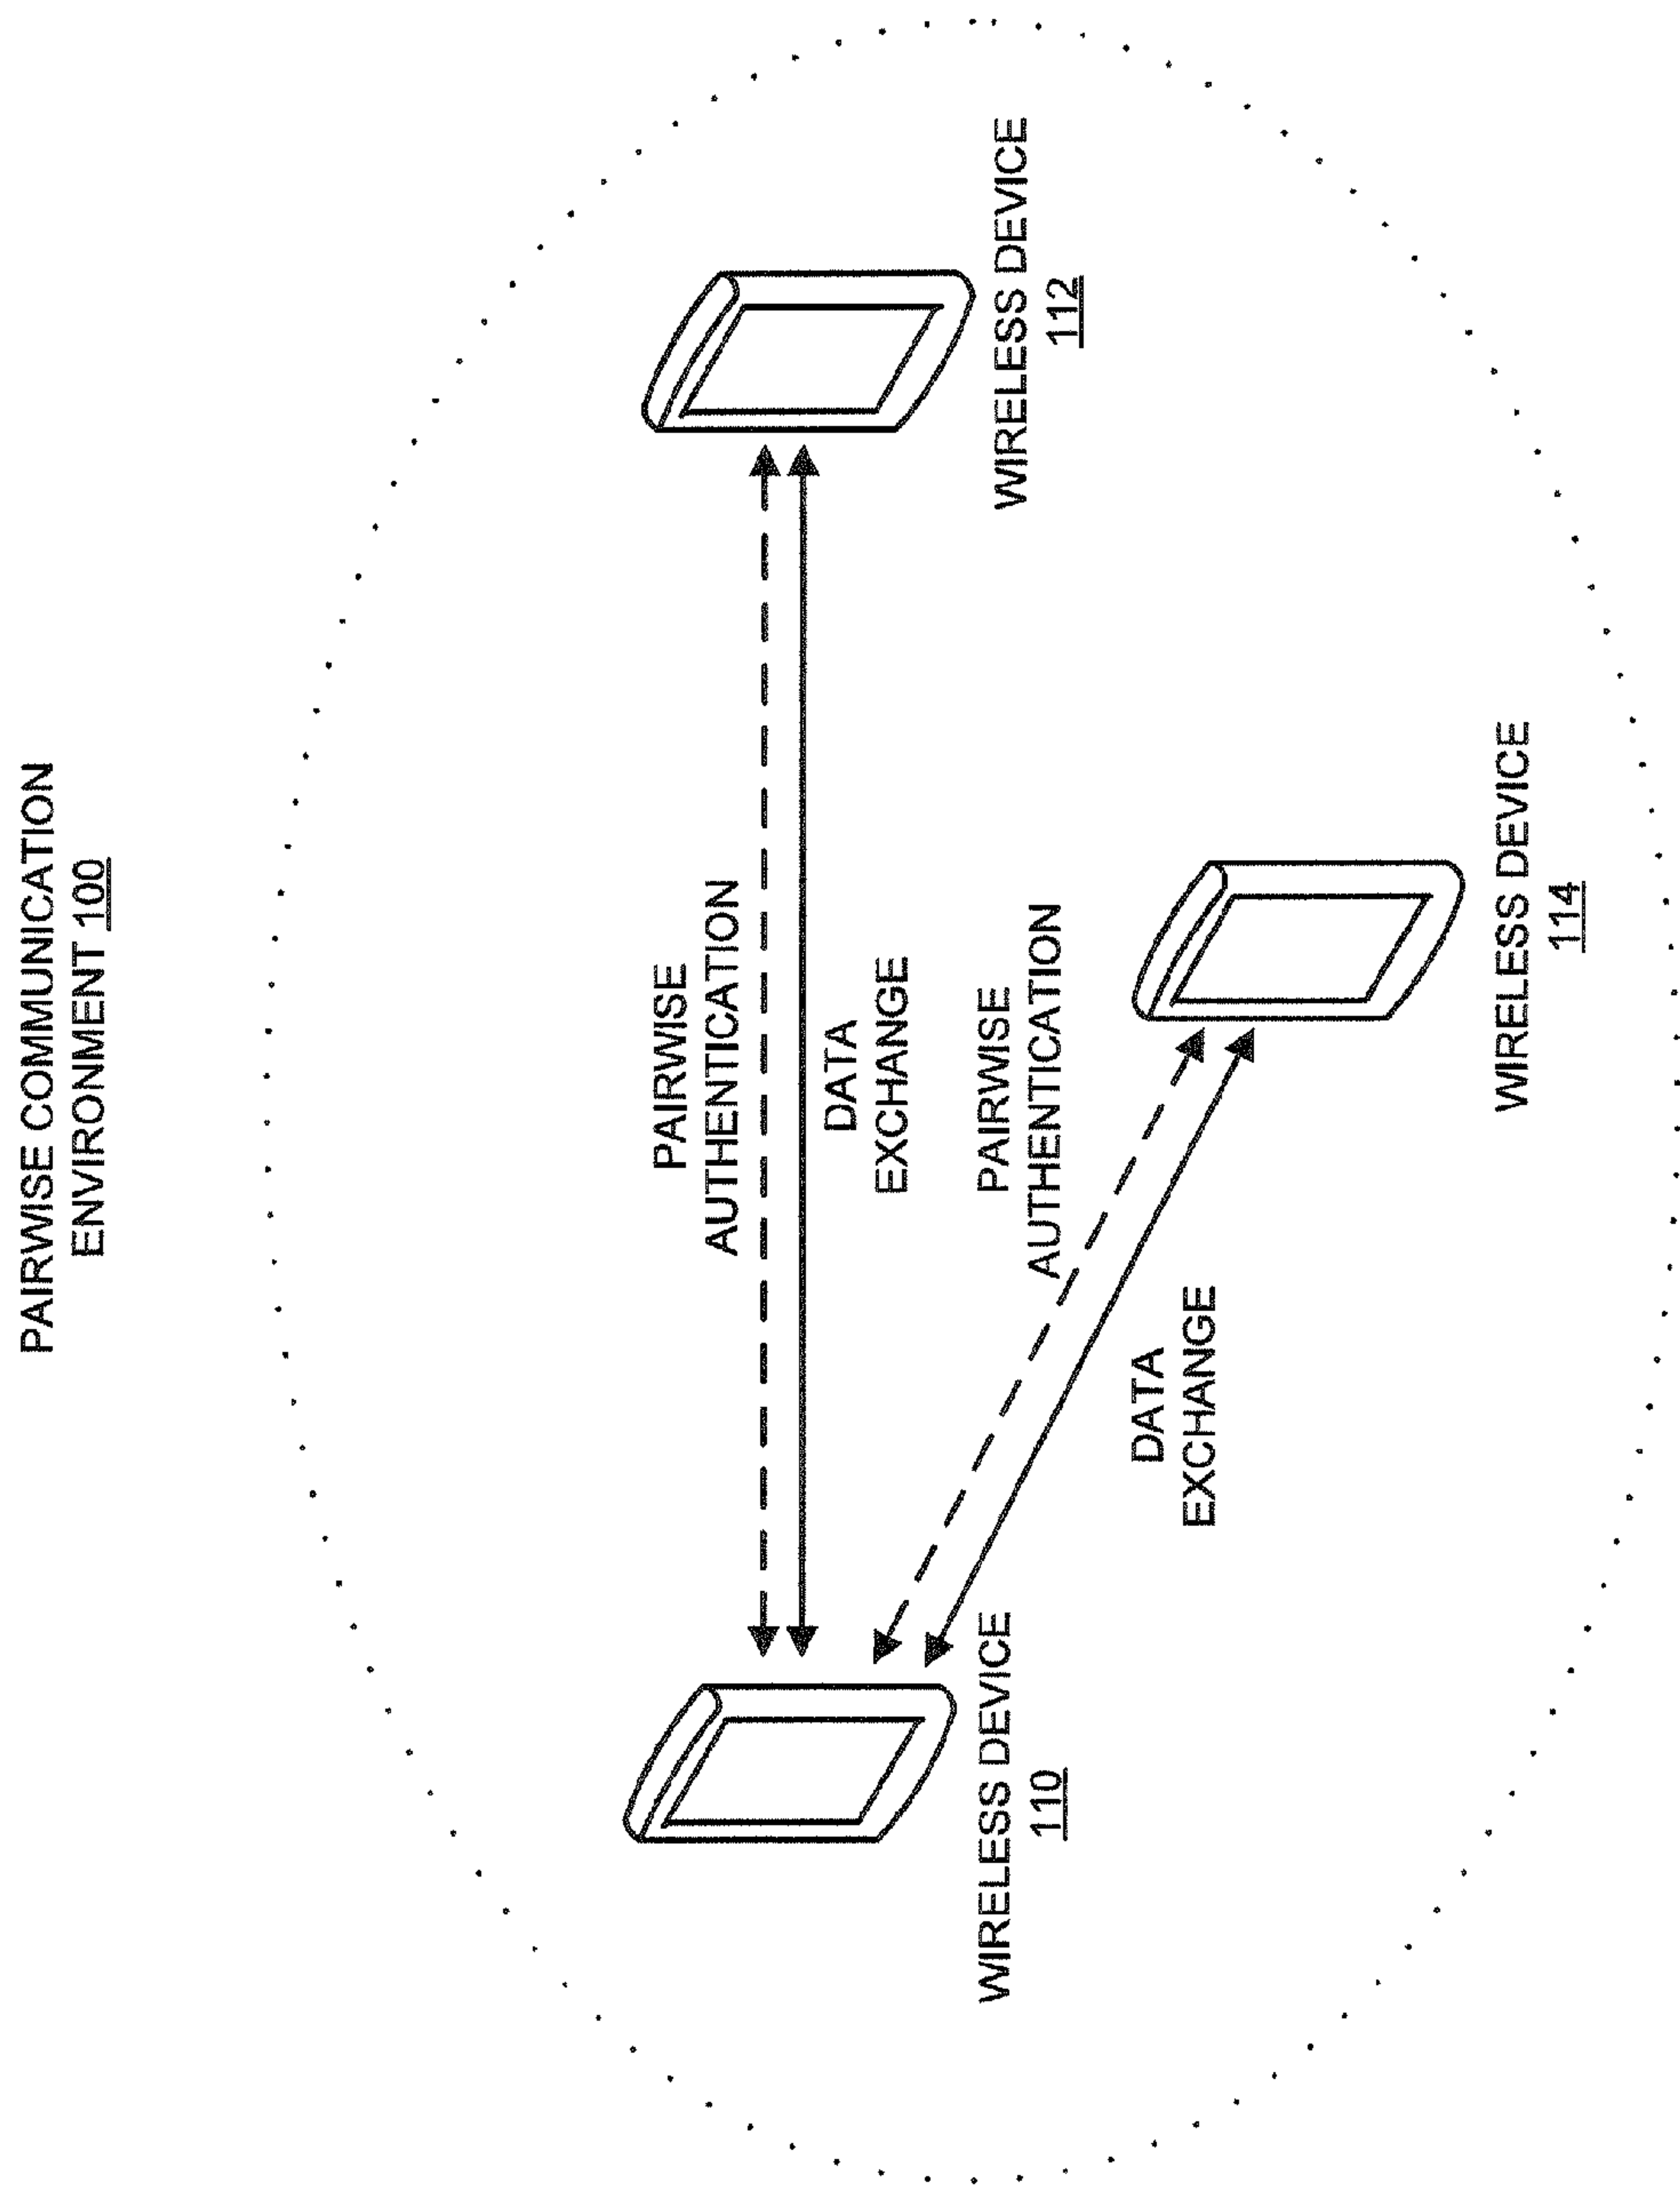 PAIRWISE COMMUNICATION
ENVIRONMENT 100
PAIRWISE
AUTHENTICATION
DATA
EXCHANGE
WIRELESS DEVICE
110
WIRELESS DEVICE
112
PAIRWISE
AUTHENTICATION
DATA
EXCHANGE
WIRELESS DEVICE
114